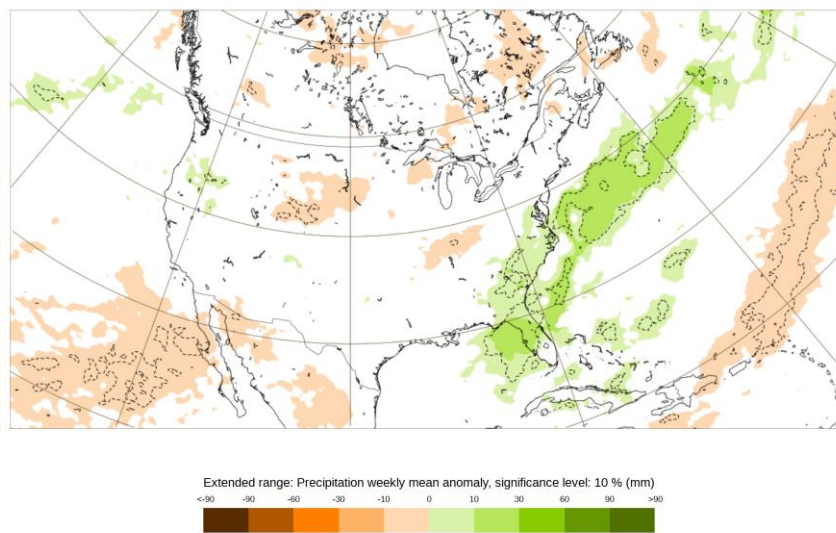 Extended range: Precipitation weekly mean anomaly, significance level: 10 % (mm)
<-90 -90 -60 -30 -10 0 10 30 60 90 >90